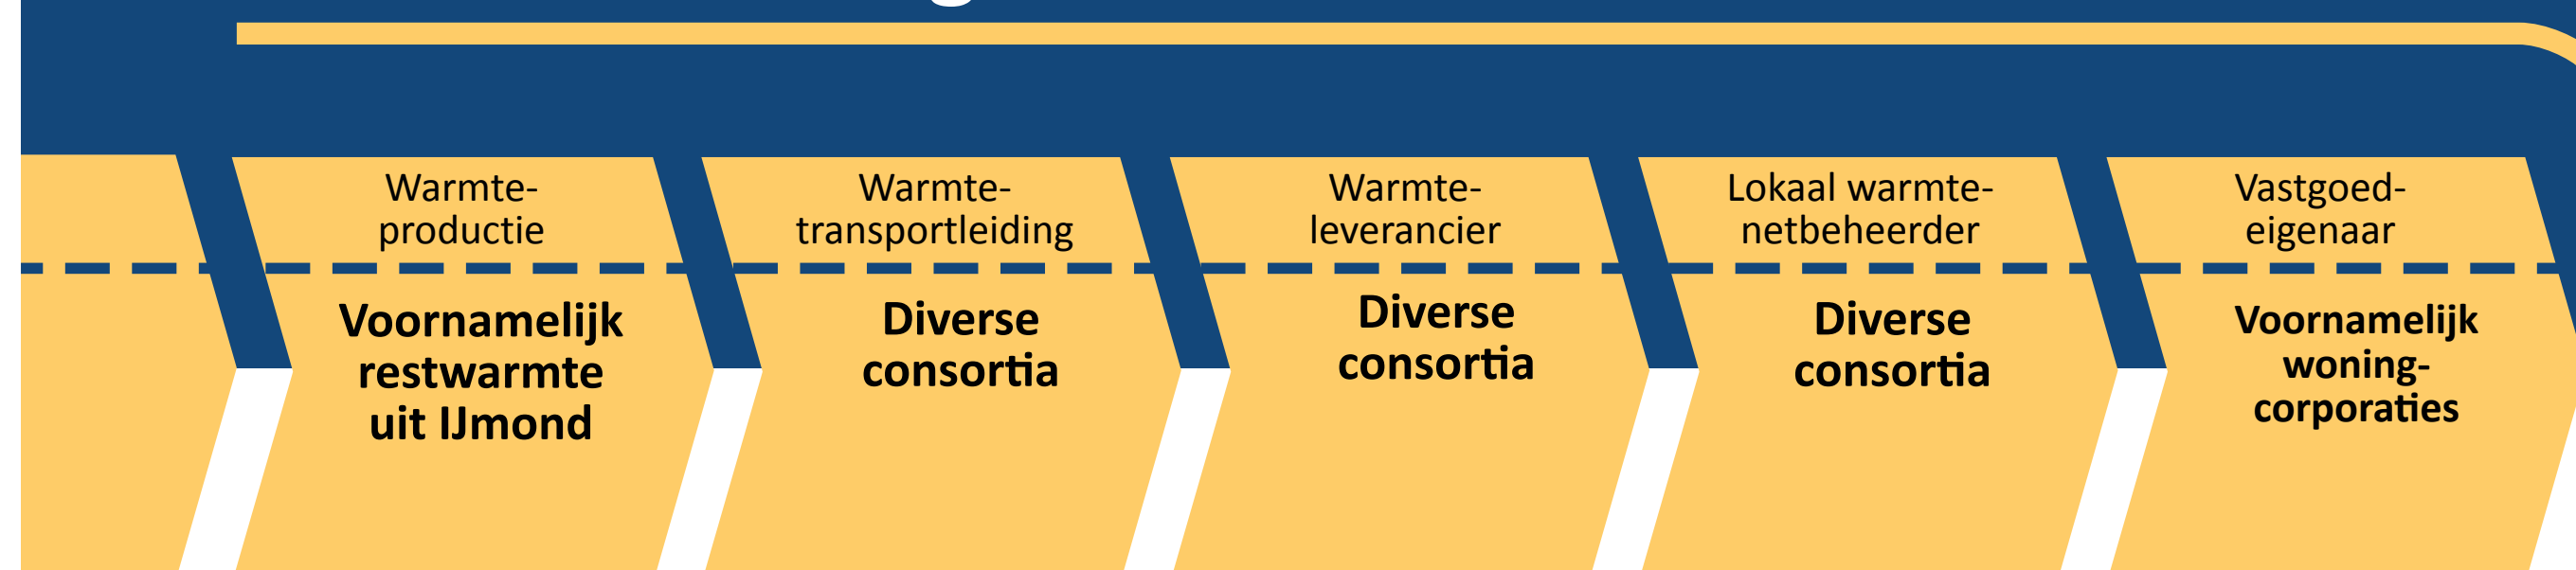 Warmte-
productie
Warmte-
transportleiding
Warmte-
leverancier
Lokaal warmte-
netbeheerder
Vastgoed-
eigenaar
Voornamelijk
restwarmte
uit IJmond
Diverse
consortia
Diverse
consortia
Diverse
consortia
Voornamelijk
woning-
corporaties